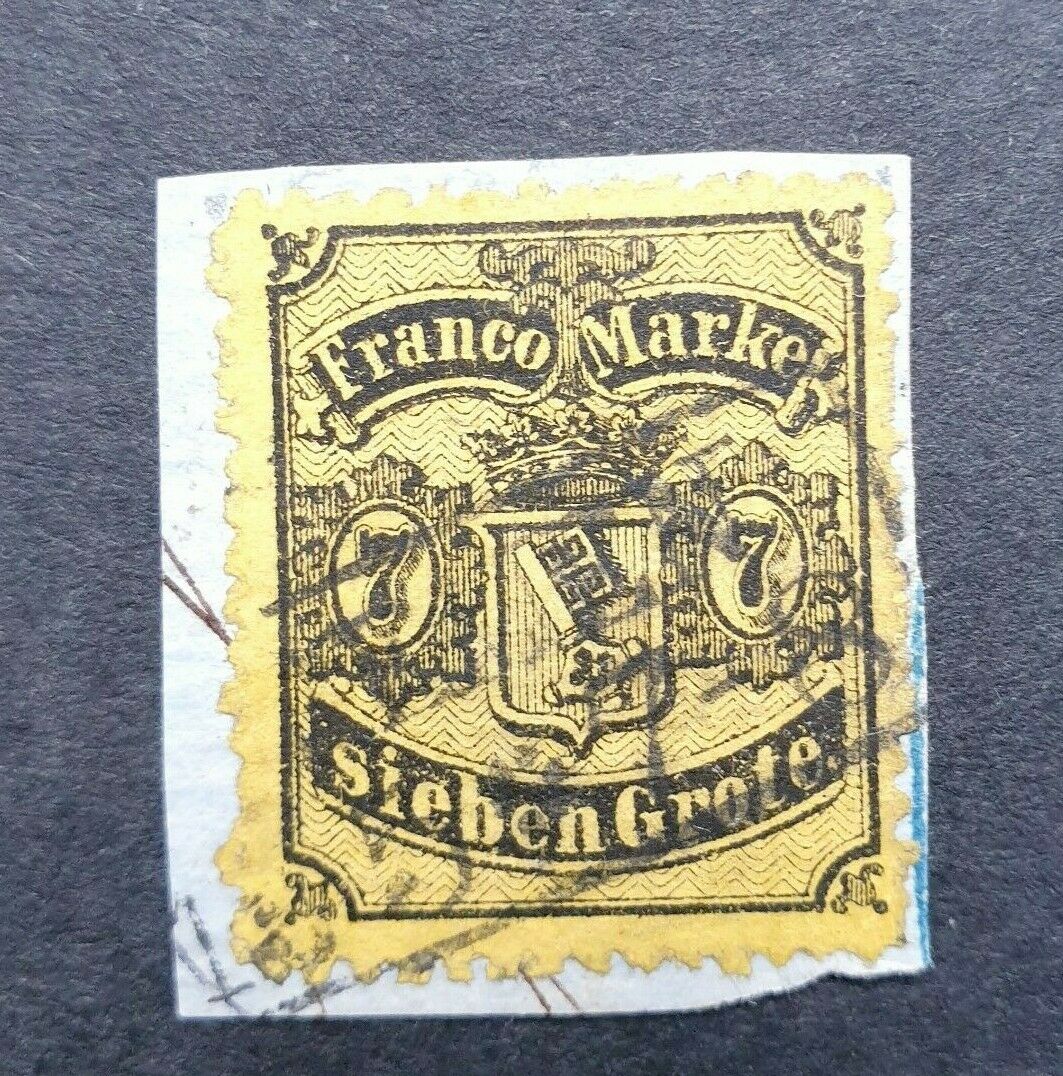 Franco Marke
7 7
Sieben Grote.